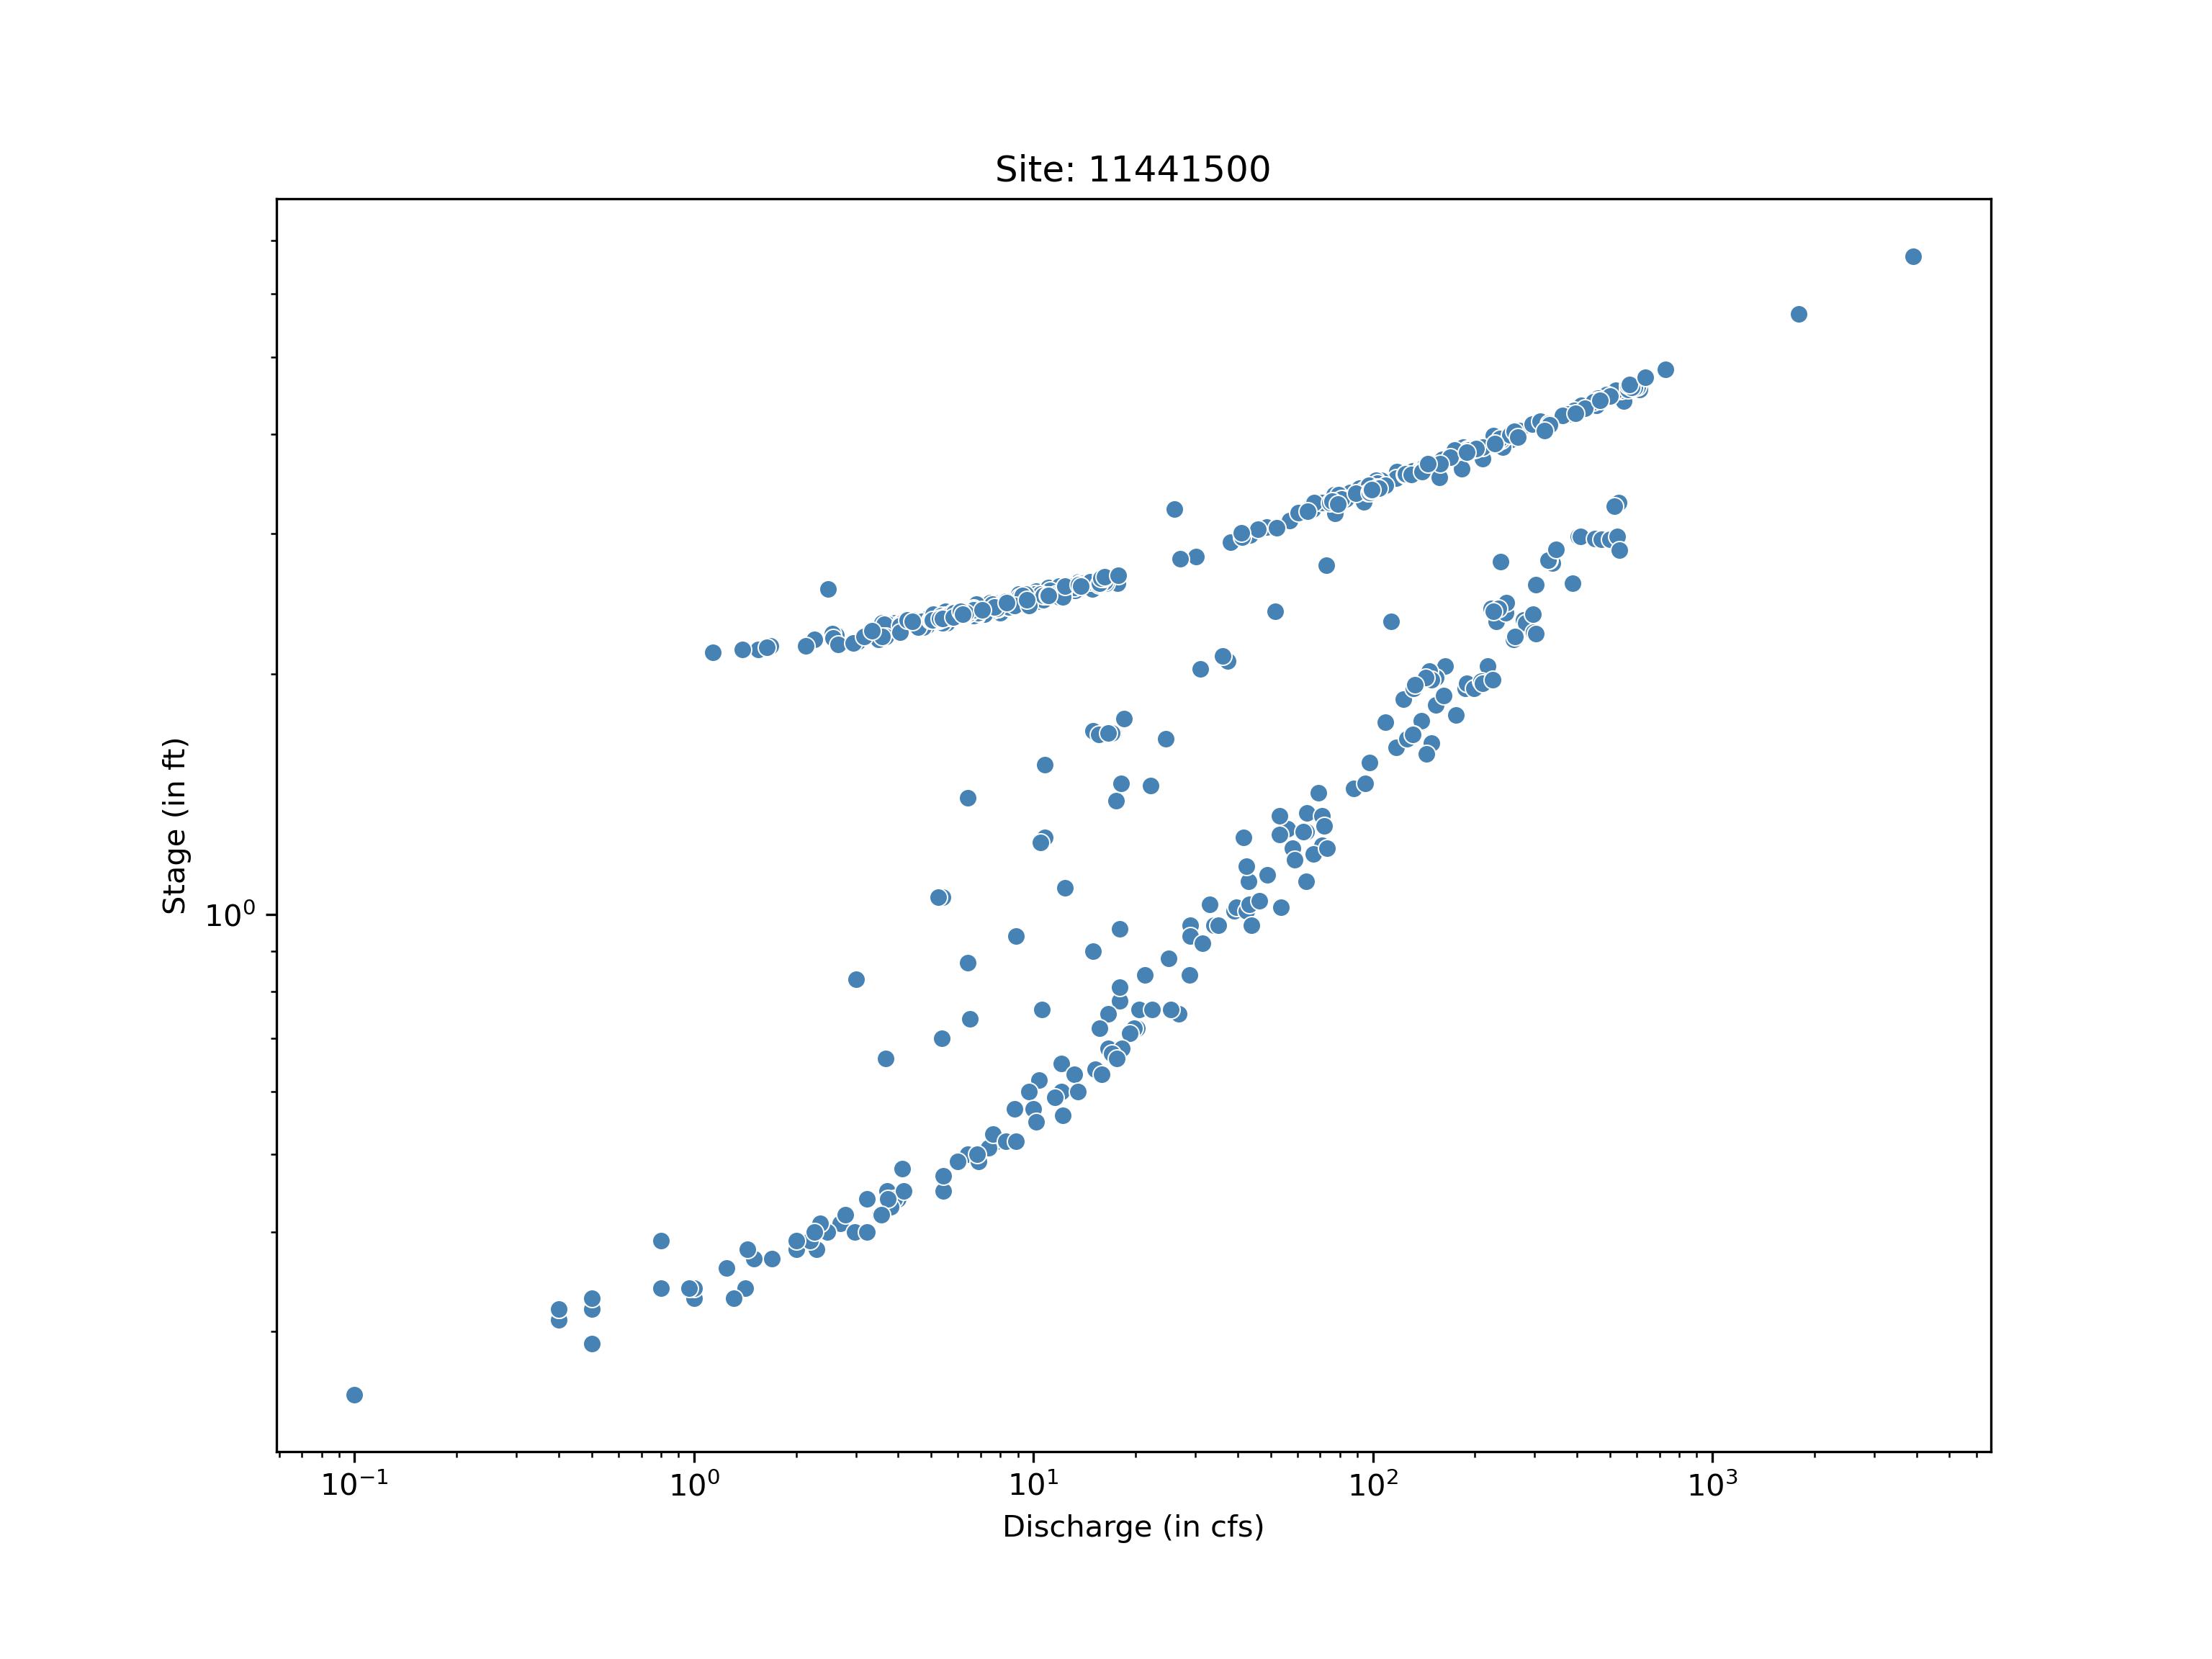 Site: 11441500
Stage (in ft)
10⁰
10⁻¹ 10⁰ 10¹ 10² 10³
Discharge (in cfs)